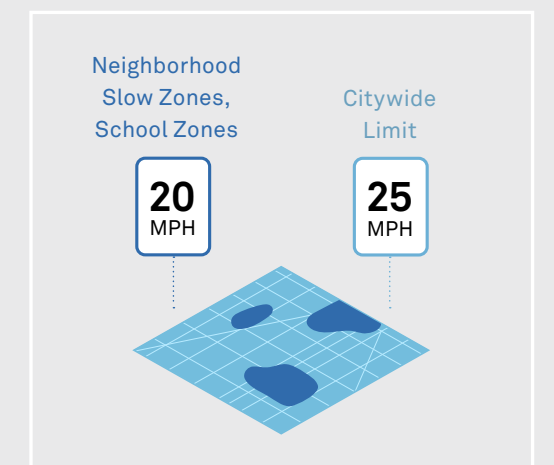 Neighborhood
Slow Zones,
School Zones
20
MPH
Citywide
Limit
25
MPH